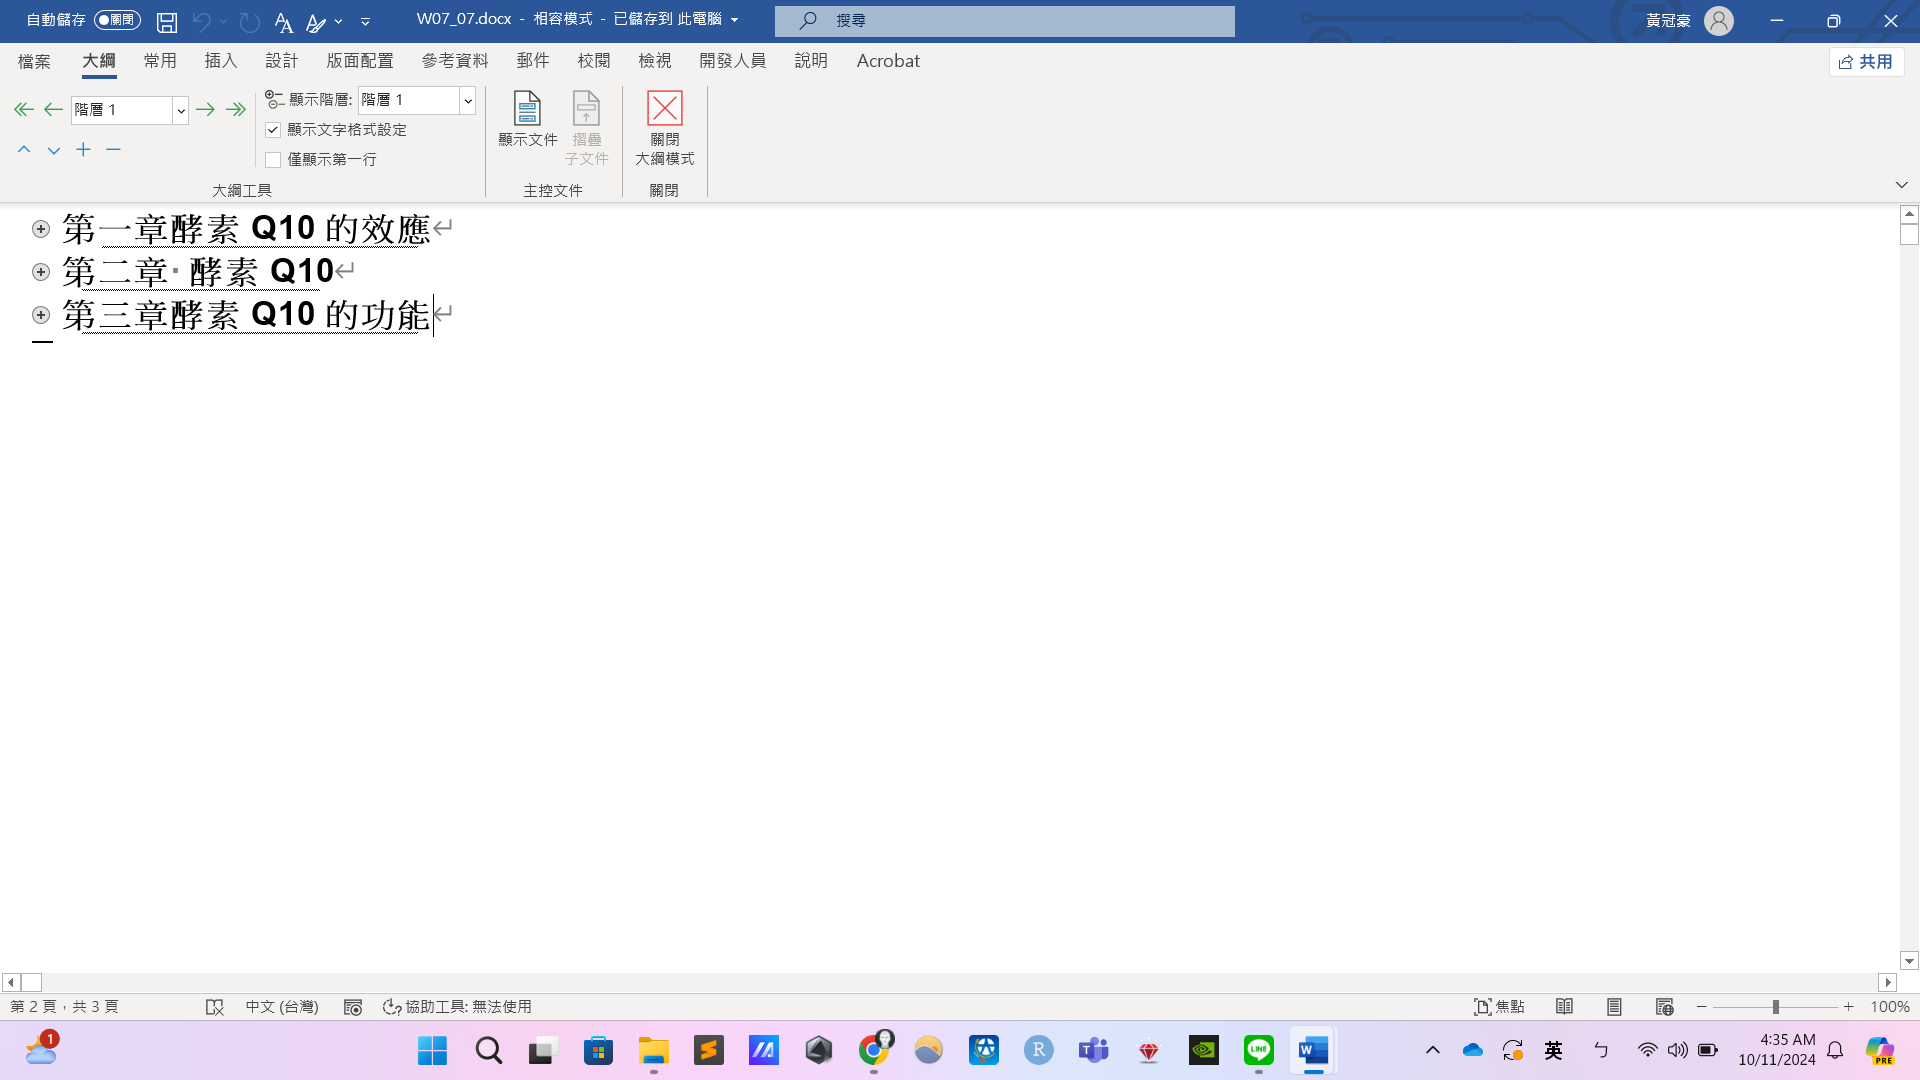 自動儲存 關閉 W07_07.docx - 相容模式 - 已儲存到 此電腦 搜尋 黃冠豪
檔案 大綱 常用 插入 設計 版面配置 參考資料 郵件 校閱 檢視 開發人員 說明 Acrobat 共用
階層 1 顯示階層: 階層 1
顯示文字格式設定
僅顯示第一行
顯示文件 摺疊 關閉
子文件 大綱模式
大綱工具 主控文件 關閉
第一章酵素 Q10 的效應
第二章 酵素 Q10
第三章酵素 Q10 的功能
第 2 頁,共 3 頁 中文 (台灣) 協助工具: 無法使用 焦點 100%
1 英 ㄣ 4:35 AM
10/11/2024
PRE